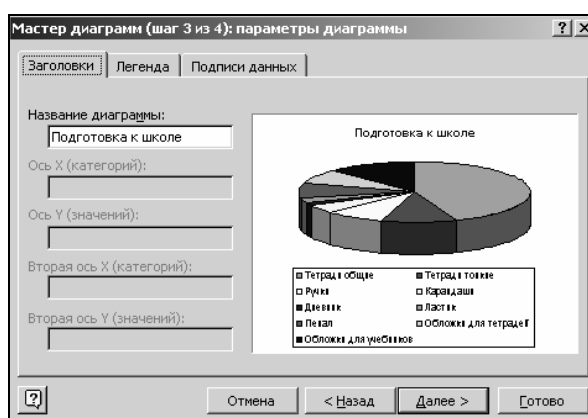 Мастер диаграмм (шаг 3 из 4): параметры диаграммы
Заголовки Легенда Подписи данных
Название диаграммы:
Подготовка к школе
Ось X (категорий):
Ось Y (значений):
Вторая ось X (категорий):
Вторая ось Y (значений):
Подготовка к школе
Тетради общие Тетради тонкие
Ручки Карандаши
Дневник Ластик
Пенал Обложки для тетрадей
Обложки для учебников
Отмена < Назад Далее > Готово